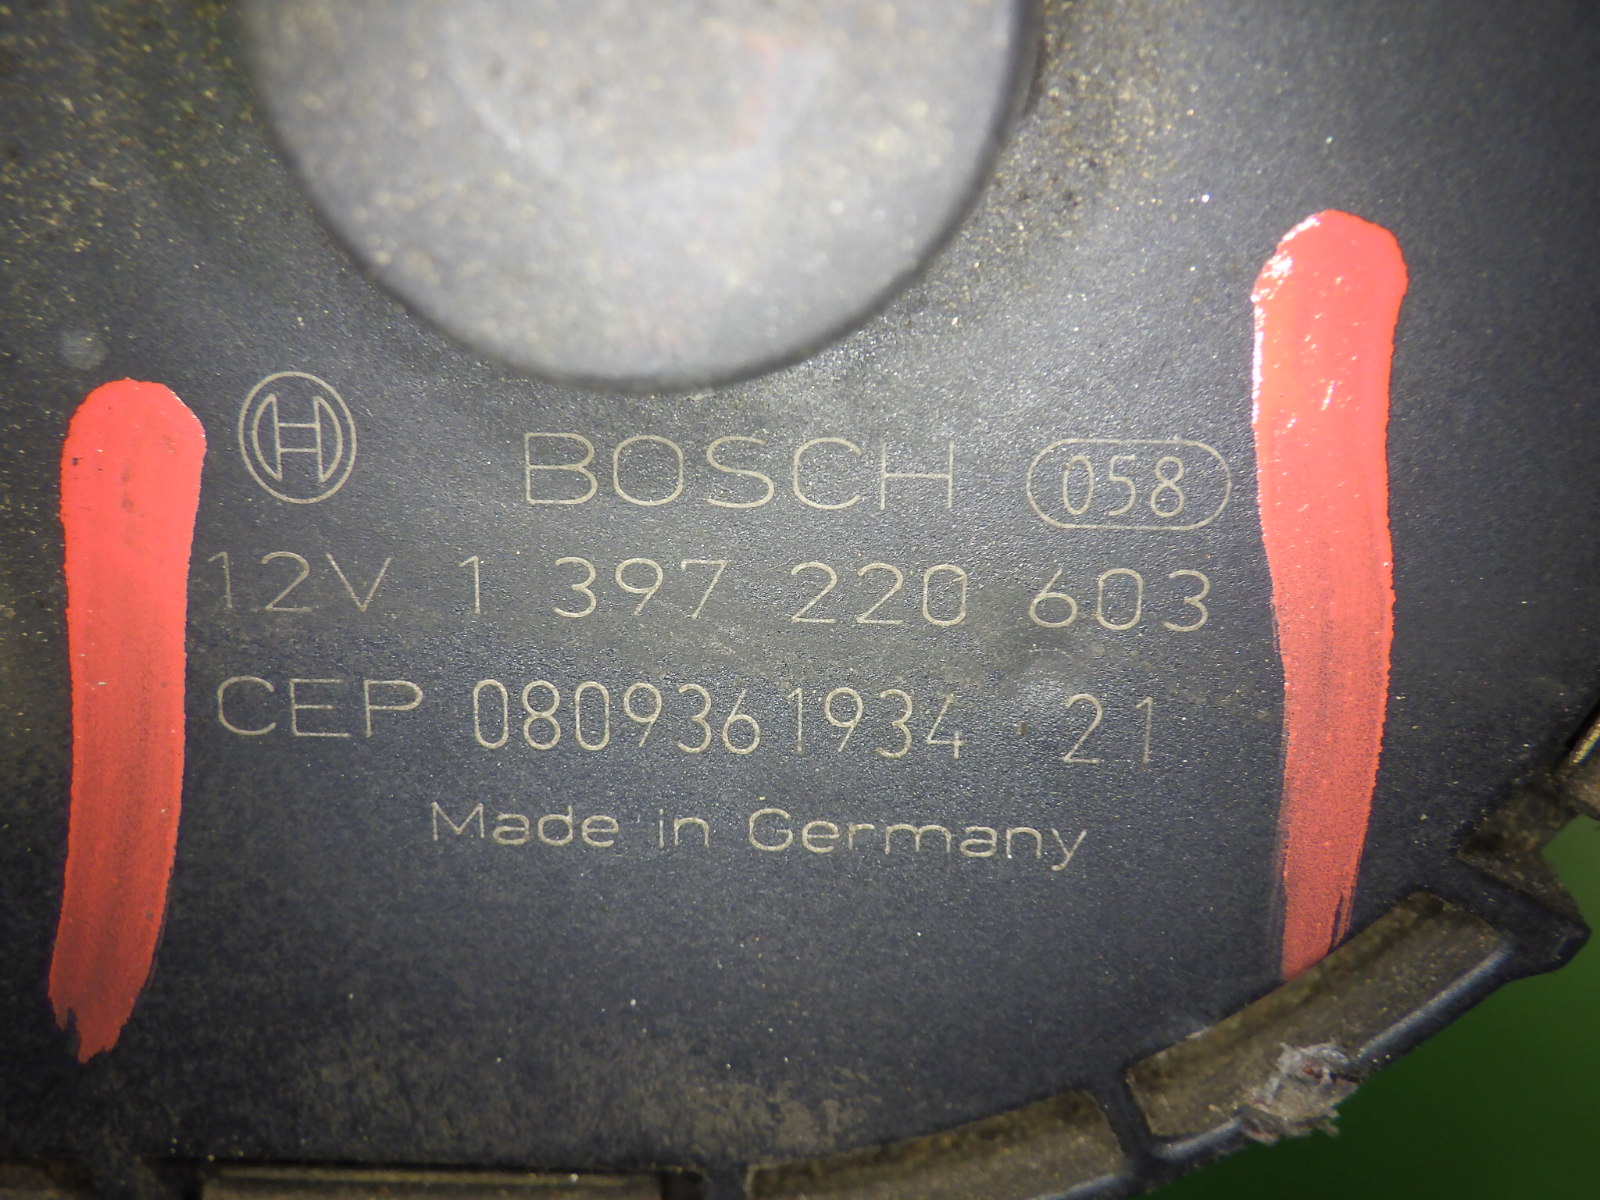 BOSCH 058
12V 1 397 220 603
CEP 0809361934 21
Made in Germany